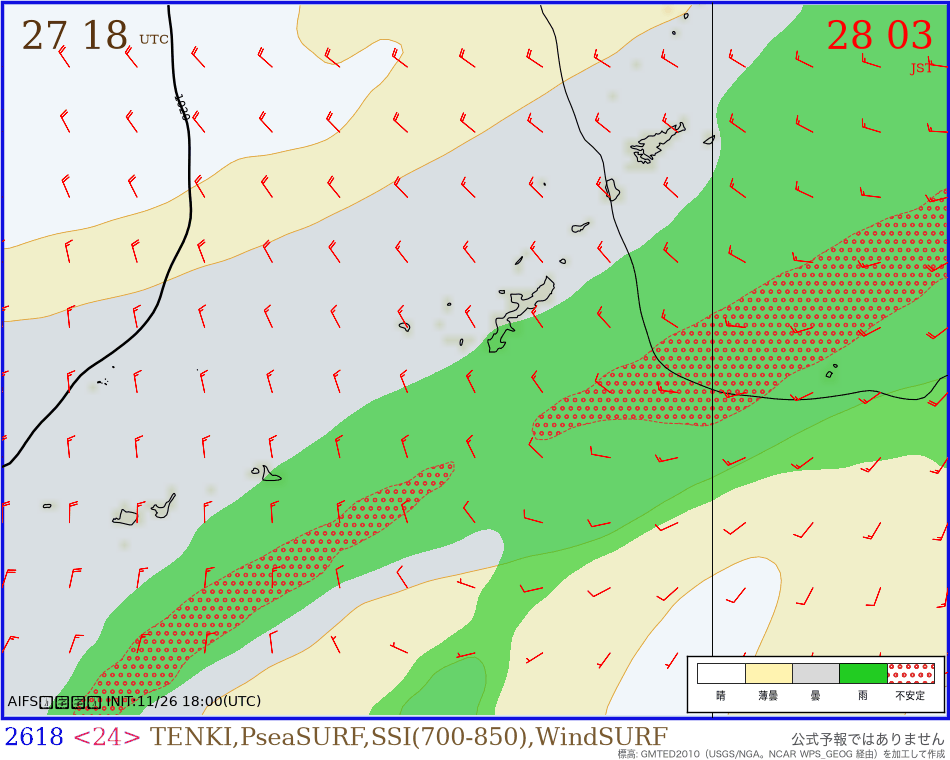 27 18 UTC
28 03
JST
1020
AIFS INIT:11/26 18:00(UTC)
晴 薄曇 曇 雨 不安定
2618 <24> TENKI,PseaSURF,SSI(700-850),WindSURF
公式予報ではありません
標高: GMTED2010（USGS/NGA。NCAR WPS_GEOG 経由）を加工して作成